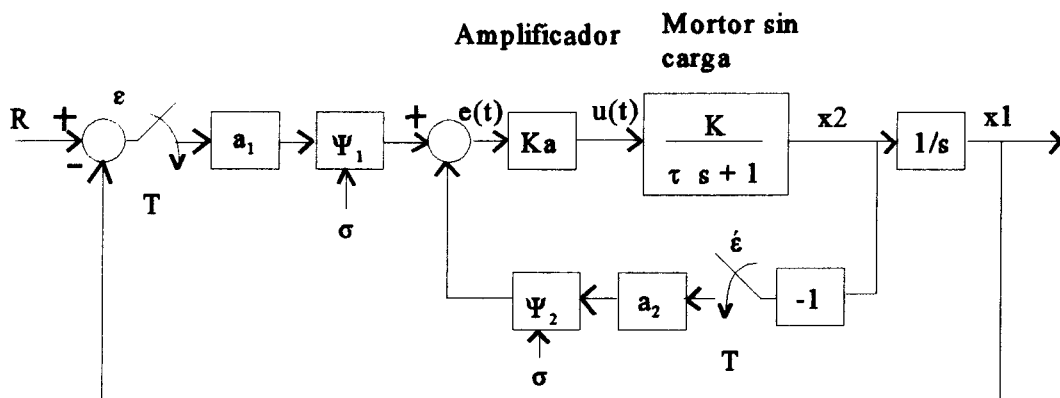 Amplificador
Mortor sin
carga
R
+
-
ε
T
a₁
Ψ₁
σ
+
e(t)
Ka
u(t)
K
τ s + 1
x2
1/s
x1
έ
-1
T
a₂
Ψ₂
σ